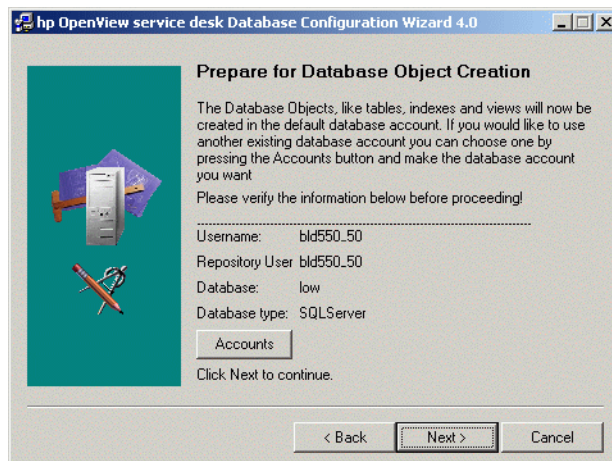 hp OpenView service desk Database Configuration Wizard 4.0
Prepare for Database Object Creation
The Database Objects, like tables, indexes and views will now be
created in the default database account. If you would like to use
another existing database account you can choose one by
pressing the Accounts button and make the database account
you want
Please verify the information below before proceeding!
Username: bld550_50
Repository User bld550_50
Database: low
Database type: SQLServer
Accounts
Click Next to continue.
< Back Next > Cancel